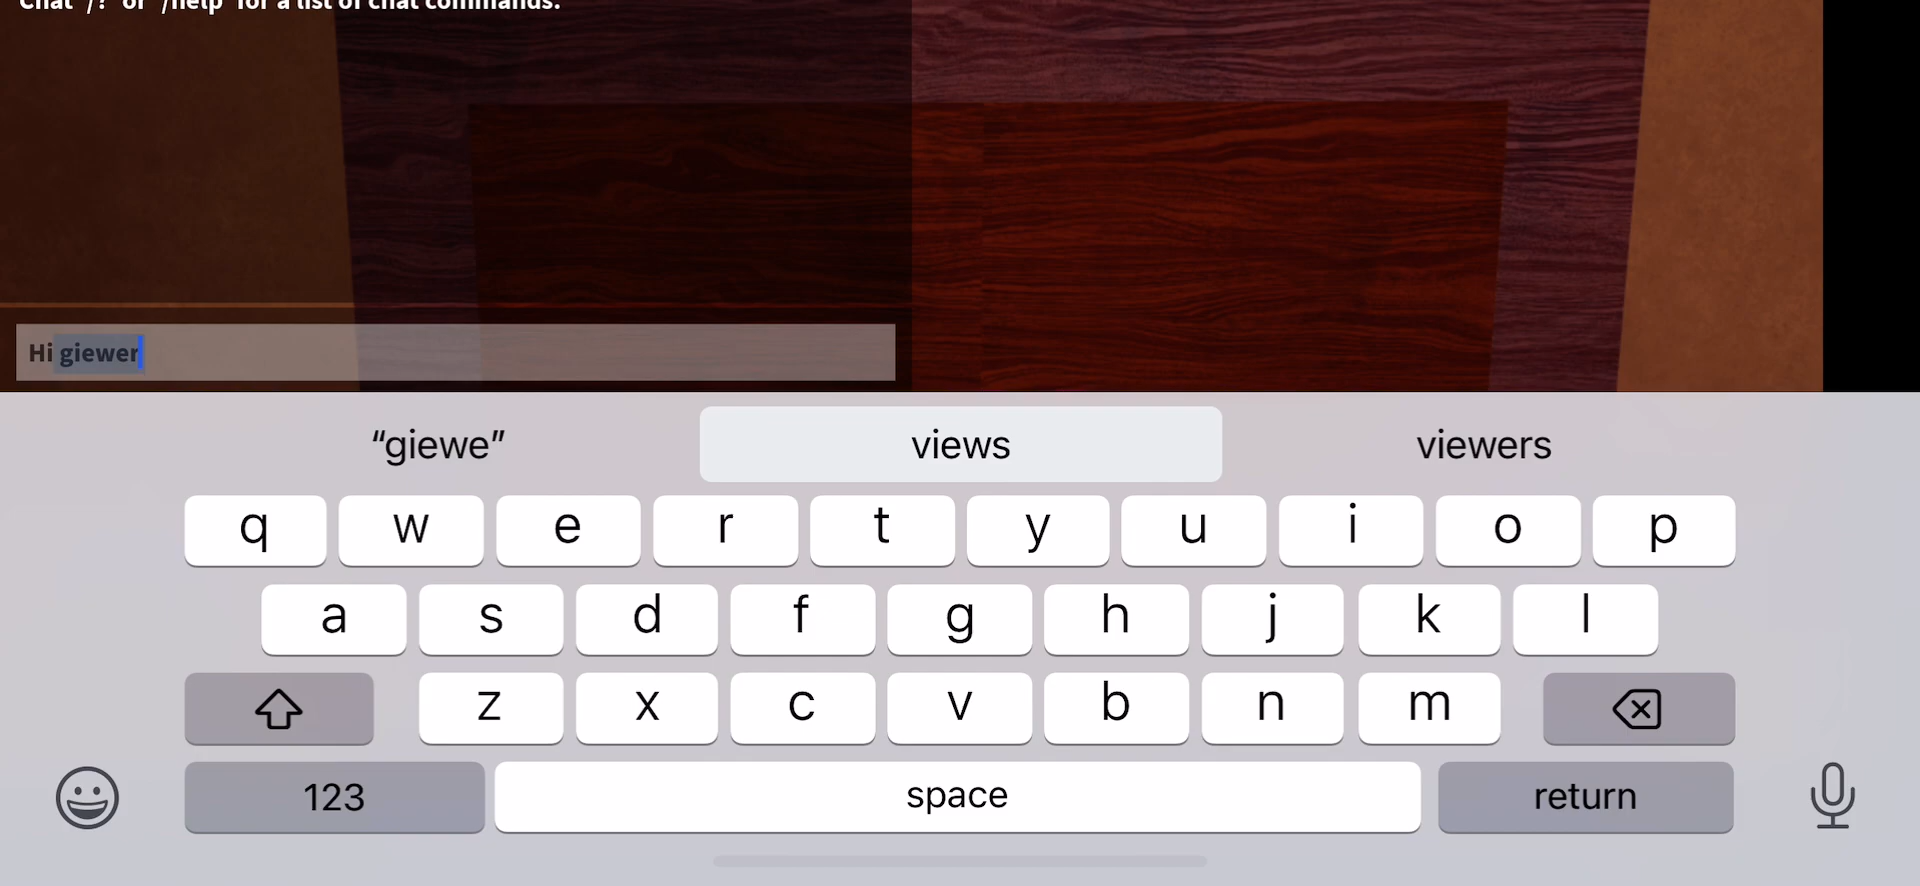 Chat '/?' or '/help' for a list of chat commands.
Hi giewer
“giewe” views viewers
q w e r t y u i o p
a s d f g h j k l
z x c v b n m
123 space return